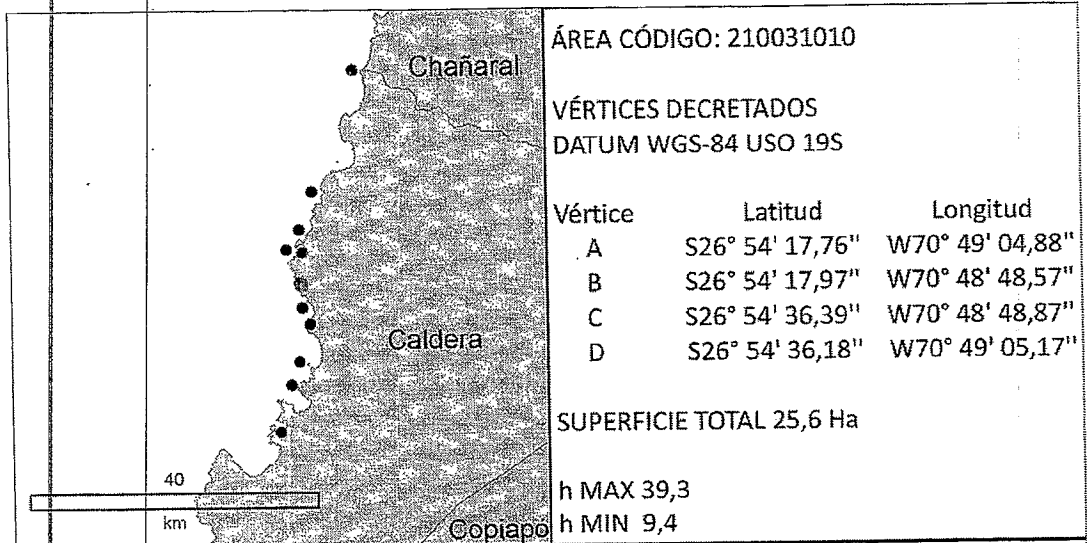 Chañaral
Caldera
40
km
Copiapó
ÁREA CÓDIGO: 210031010
VÉRTICES DECRETADOS
DATUM WGS-84 USO 19S
Vértice Latitud Longitud
A S26° 54' 17,76" W70° 49' 04,88"
B S26° 54' 17,97" W70° 48' 48,57"
C S26° 54' 36,39" W70° 48' 48,87"
D S26° 54' 36,18" W70° 49' 05,17"
SUPERFICIE TOTAL 25,6 Ha
h MAX 39,3
h MIN 9,4